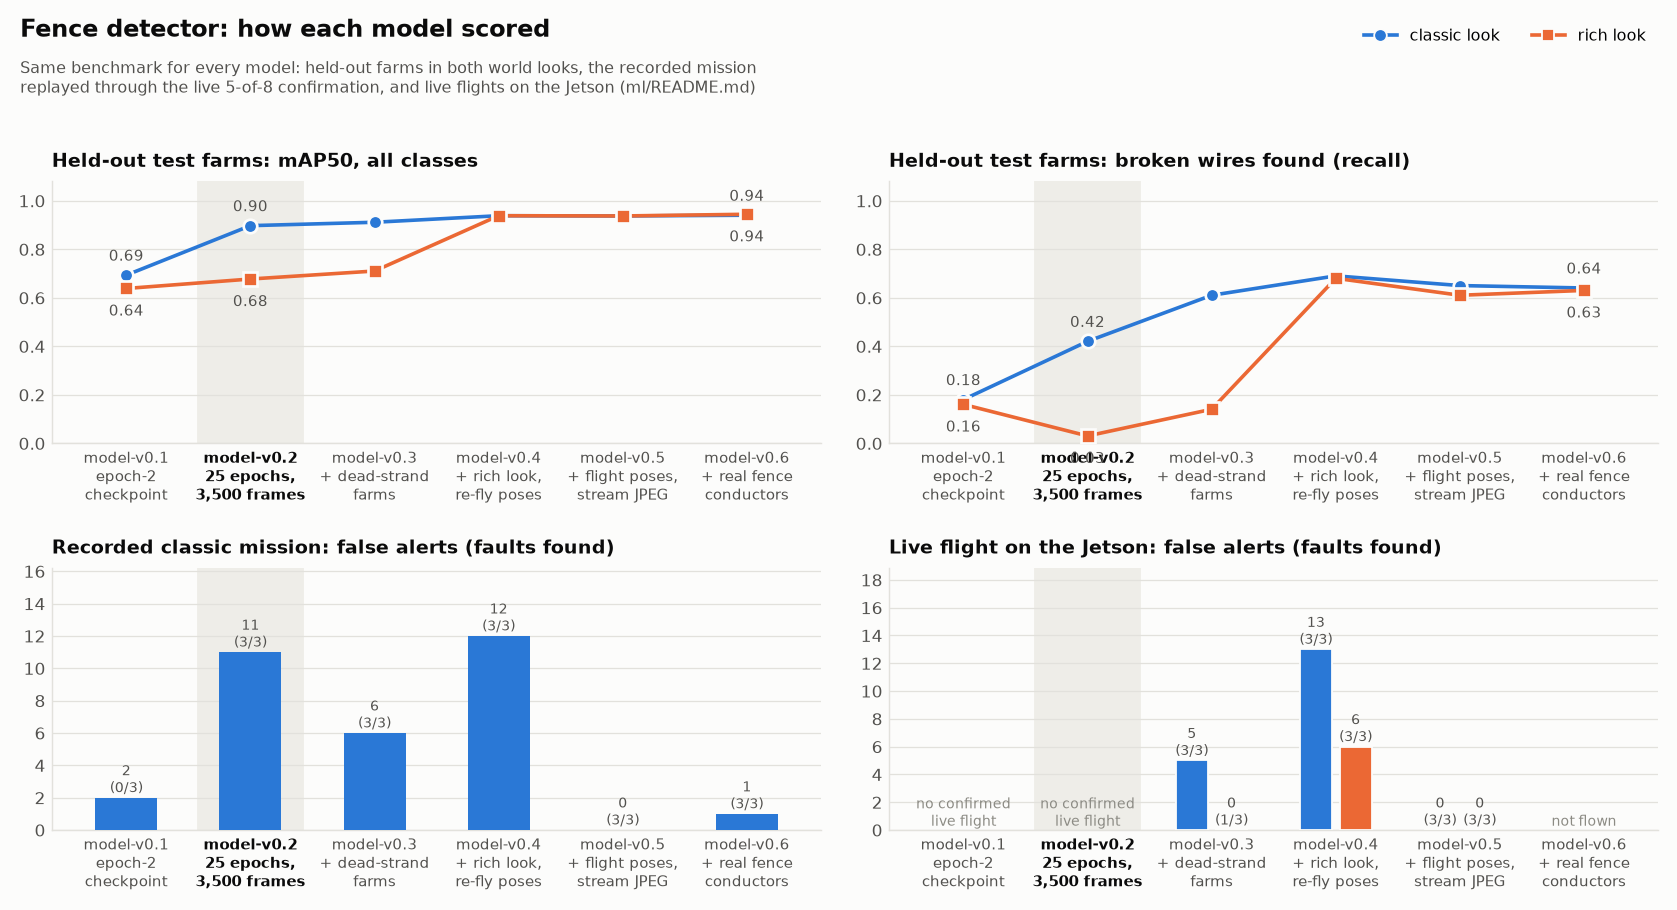 Fence detector: how each model scored
classic look
rich look
Same benchmark for every model: held-out farms in both world looks, the recorded mission
replayed through the live 5-of-8 confirmation, and live flights on the Jetson (ml/README.md)
Held-out test farms: mAP50, all classes
1.0
0.8
0.6
0.4
0.2
0.0
0.69
0.64
0.90
0.68
0.94
0.94
model-v0.1
epoch-2
checkpoint
model-v0.2
25 epochs,
3,500 frames
model-v0.3
+ dead-strand
farms
model-v0.4
+ rich look,
re-fly poses
model-v0.5
+ flight poses,
stream JPEG
model-v0.6
+ real fence
conductors
Held-out test farms: broken wires found (recall)
1.0
0.8
0.6
0.4
0.2
0.0
0.18
0.16
0.42
0.03
0.64
0.63
model-v0.1
epoch-2
checkpoint
model-v0.2
25 epochs,
3,500 frames
model-v0.3
+ dead-strand
farms
model-v0.4
+ rich look,
re-fly poses
model-v0.5
+ flight poses,
stream JPEG
model-v0.6
+ real fence
conductors
Recorded classic mission: false alerts (faults found)
16
14
12
10
8
6
4
2
0
2
(0/3)
11
(3/3)
6
(3/3)
12
(3/3)
0
(3/3)
1
(3/3)
model-v0.1
epoch-2
checkpoint
model-v0.2
25 epochs,
3,500 frames
model-v0.3
+ dead-strand
farms
model-v0.4
+ rich look,
re-fly poses
model-v0.5
+ flight poses,
stream JPEG
model-v0.6
+ real fence
conductors
Live flight on the Jetson: false alerts (faults found)
18
16
14
12
10
8
6
4
2
0
no confirmed
live flight
no confirmed
live flight
5
(3/3)
0
(1/3)
13
(3/3)
6
(3/3)
0
(3/3)
0
(3/3)
not flown
model-v0.1
epoch-2
checkpoint
model-v0.2
25 epochs,
3,500 frames
model-v0.3
+ dead-strand
farms
model-v0.4
+ rich look,
re-fly poses
model-v0.5
+ flight poses,
stream JPEG
model-v0.6
+ real fence
conductors